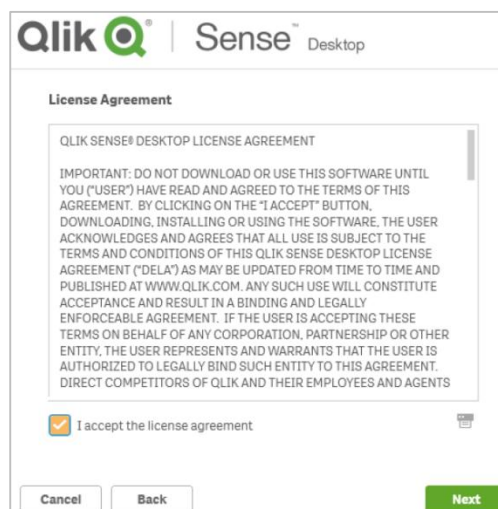 Qlik® Sense™ Desktop
License Agreement
QLIK SENSE® DESKTOP LICENSE AGREEMENT
IMPORTANT: DO NOT DOWNLOAD OR USE THIS SOFTWARE UNTIL
YOU ("USER") HAVE READ AND AGREED TO THE TERMS OF THIS
AGREEMENT. BY CLICKING ON THE "I ACCEPT" BUTTON,
DOWNLOADING, INSTALLING OR USING THE SOFTWARE, THE USER
ACKNOWLEDGES AND AGREES THAT ALL USE IS SUBJECT TO THE
TERMS AND CONDITIONS OF THIS QLIK SENSE DESKTOP LICENSE
AGREEMENT ("DELA") AS MAY BE UPDATED FROM TIME TO TIME AND
PUBLISHED AT WWW.QLIK.COM. ANY SUCH USE WILL CONSTITUTE
ACCEPTANCE AND RESULT IN A BINDING AND LEGALLY
ENFORCEABLE AGREEMENT. IF THE USER IS ACCEPTING THESE
TERMS ON BEHALF OF ANY CORPORATION, PARTNERSHIP OR OTHER
ENTITY, THE USER REPRESENTS AND WARRANTS THAT THE USER IS
AUTHORIZED TO LEGALLY BIND SUCH ENTITY TO THIS AGREEMENT.
DIRECT COMPETITORS OF QLIK AND THEIR EMPLOYEES AND AGENTS
I accept the license agreement
Cancel Back Next